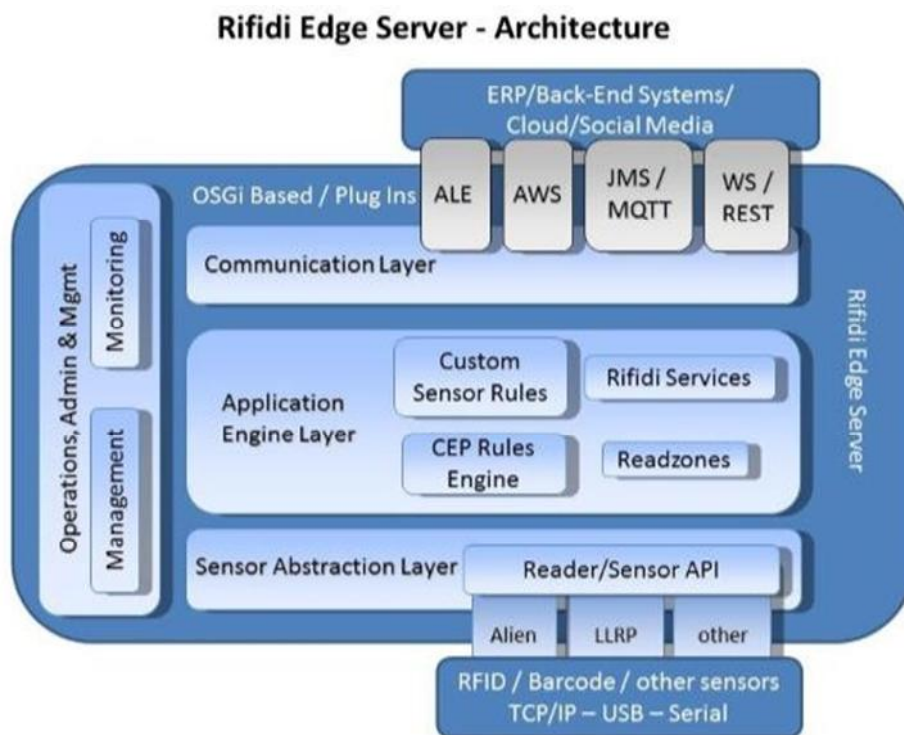 Rifidi Edge Server - Architecture
ERP/Back-End Systems/
Cloud/Social Media
OSGi Based / Plug Ins
ALE
AWS
JMS /
MQTT
WS /
REST
Communication Layer
Operations, Admin & Mgmt
Monitoring
Management
Application
Engine Layer
Custom
Sensor Rules
Rifidi Services
CEP Rules
Engine
Readzones
Rifidi Edge Server
Sensor Abstraction Layer
Reader/Sensor API
Alien
LLRP
other
RFID / Barcode / other sensors
TCP/IP – USB – Serial